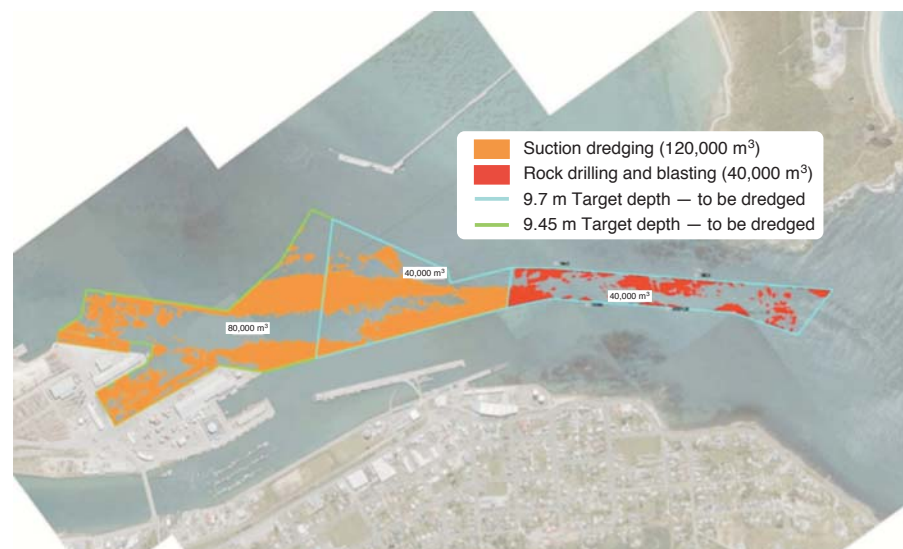 Suction dredging (120,000 m³)
Rock drilling and blasting (40,000 m³)
9.7 m Target depth — to be dredged
9.45 m Target depth — to be dredged
40,000 m³
40,000 m³
80,000 m³